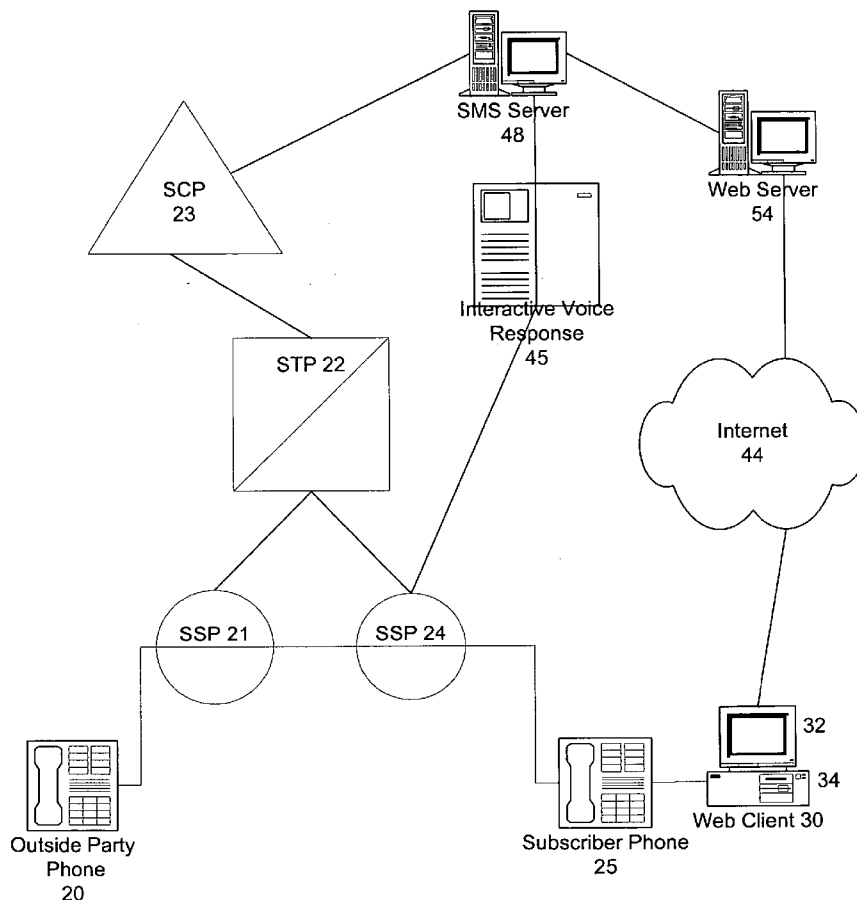 SMS Server
48
SCP
23
Web Server
54
Interactive Voice
Response
45
STP 22
Internet
44
SSP 21
SSP 24
32
34
Web Client 30
Outside Party
Phone
20
Subscriber Phone
25